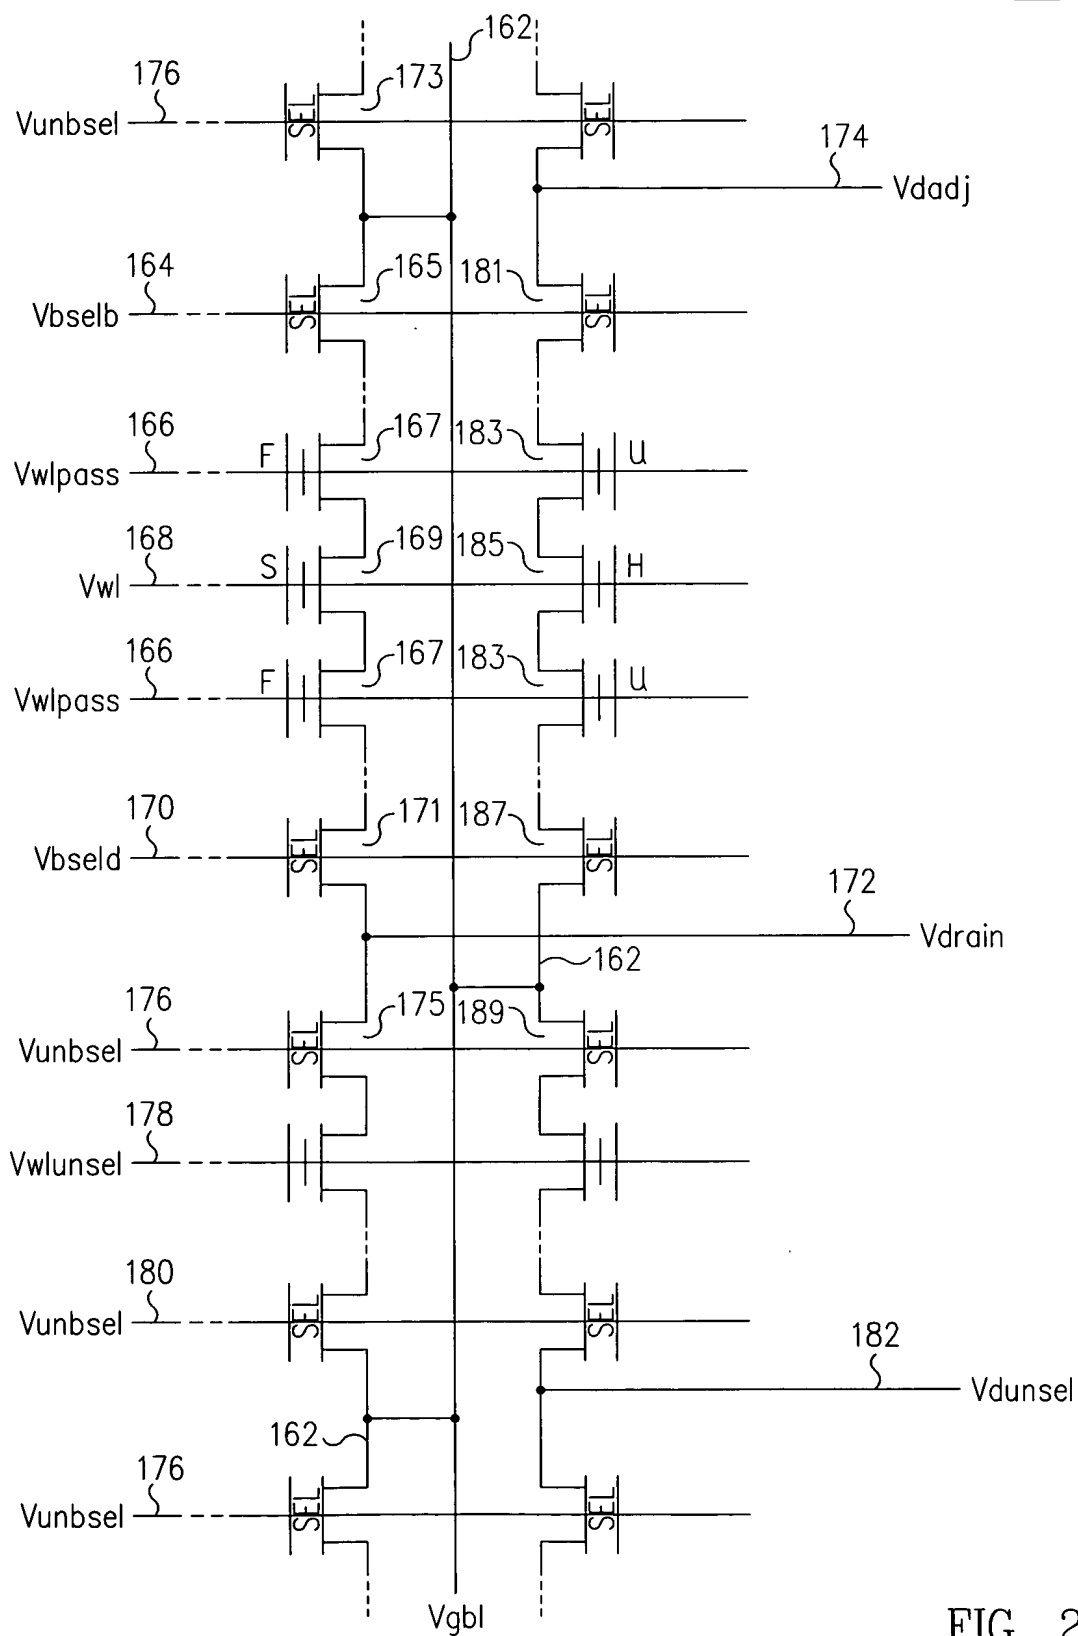 162
176
173
Vunbsel
SEL
SEL
174
Vdadj
164
165
181
Vbselb
SEL
SEL
166
167
183
Vwlpass
F
U
168
169
185
Vwl
S
H
166
167
183
Vwlpass
F
U
170
171
187
Vbseld
SEL
SEL
172
Vdrain
162
176
175
189
Vunbsel
SEL
SEL
178
Vwlunsel
180
Vunbsel
SEL
SEL
182
Vdunsel
162
176
Vunbsel
SEL
SEL
Vgbl
FIG. 2